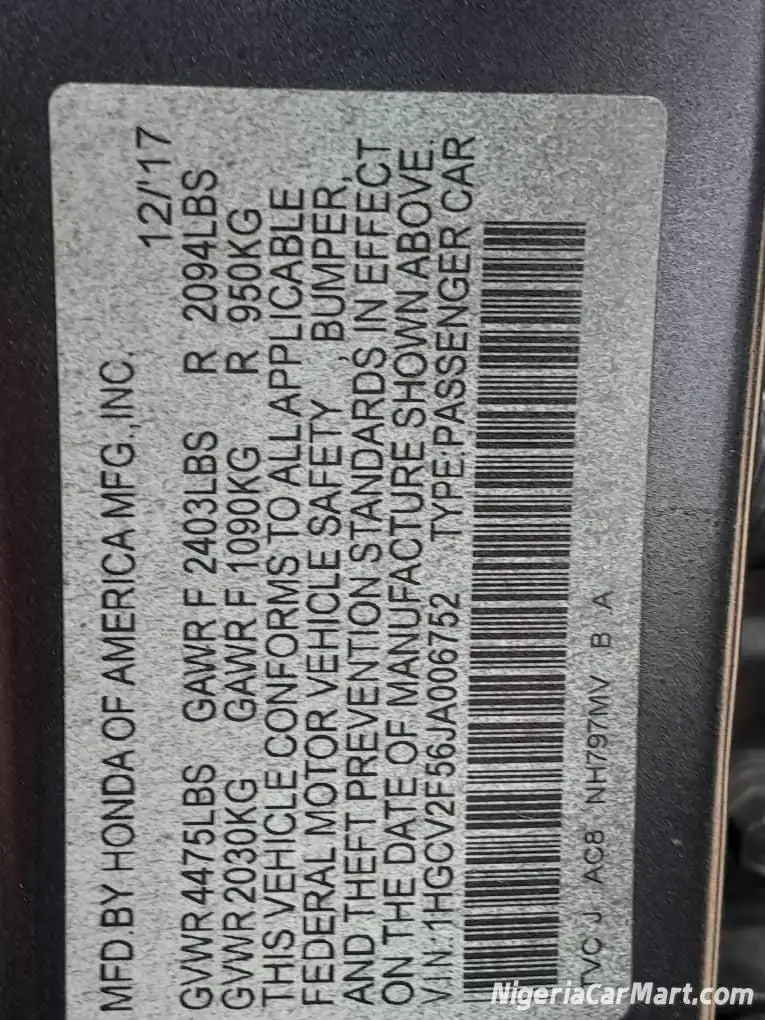 MFD.BY HONDA OF AMERICA MFG.,INC. 12/'17
GVWR 4475LBS GAWR F 2403LBS R 2094LBS
GVWR 2030KG GAWR F 1090KG R 950KG
THIS VEHICLE CONFORMS TO ALL APPLICABLE
FEDERAL MOTOR VEHICLE SAFETY, BUMPER,
AND THEFT PREVENTION STANDARDS IN EFFECT
ON THE DATE OF MANUFACTURE SHOWN ABOVE.
V.I.N.:1HGCV2F56JA006752 TYPE:PASSENGER CAR
TVC J AC8 NH797MV B A
NigeriaCarMart.com